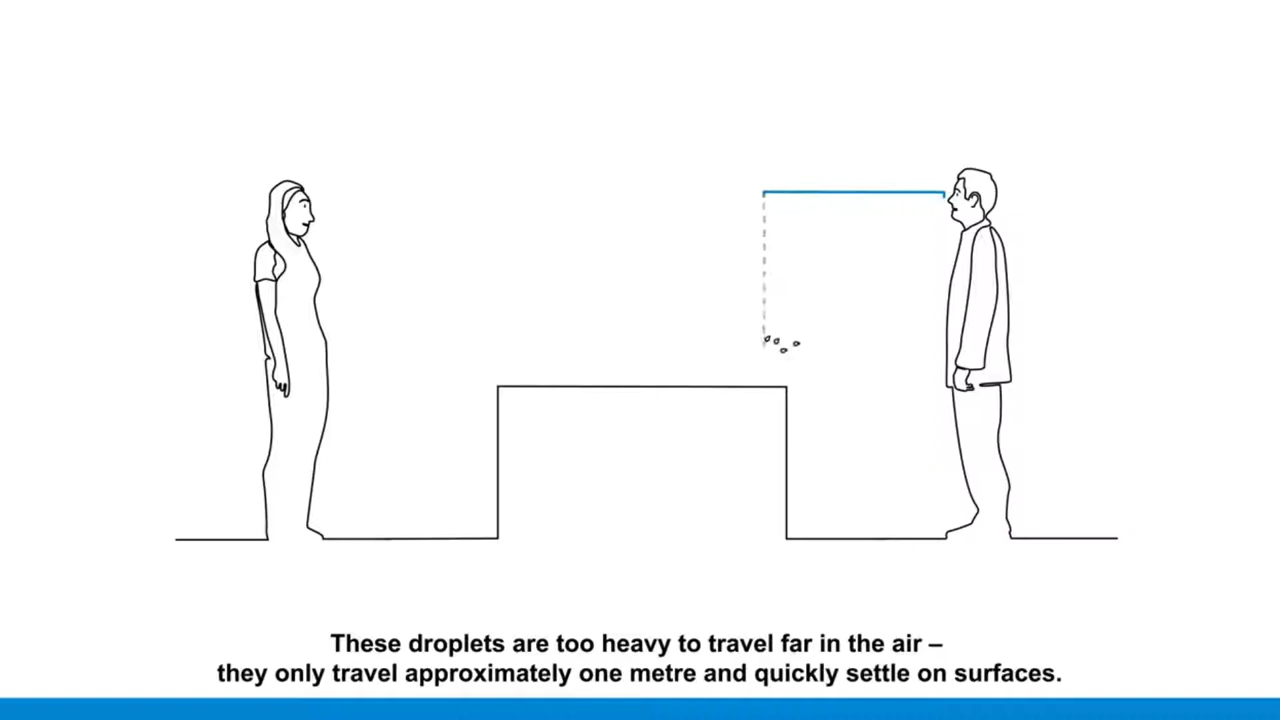 These droplets are too heavy to travel far in the air –
they only travel approximately one metre and quickly settle on surfaces.